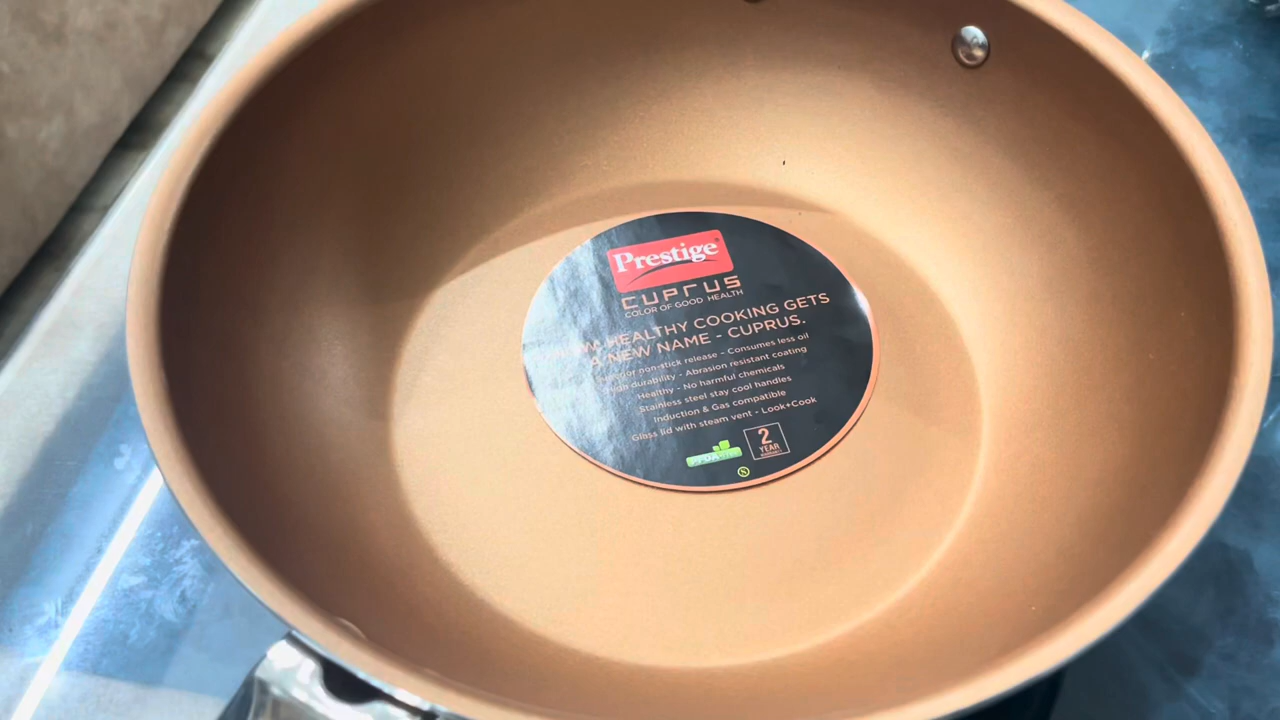 Prestige
CUPRUS
COLOR OF GOOD HEALTH
HEALTHY COOKING GETS
A NEW NAME - CUPRUS.
non-stick release - Consumes less oil
durability - Abrasion resistant coating
Healthy - No harmful chemicals
Stainless steel stay cool handles
Induction & Gas compatible
Glass lid with steam vent - Look+Cook
2
YEAR
WARRANTY
S